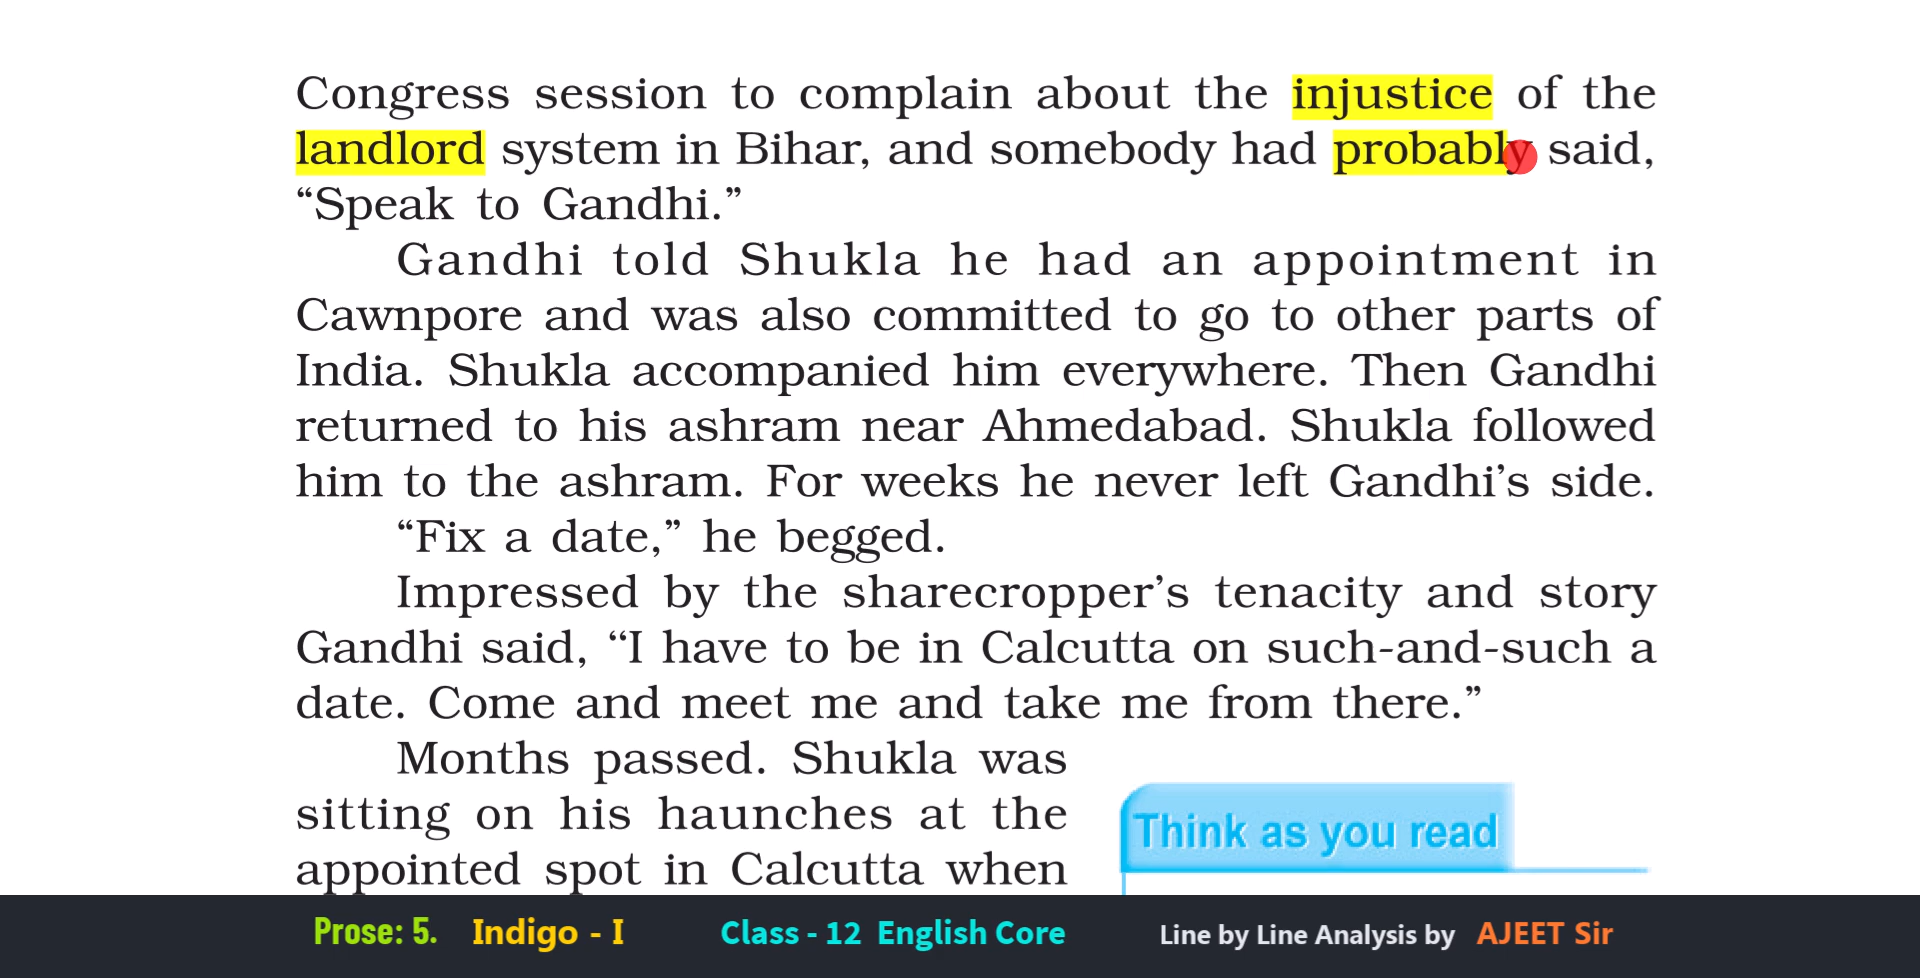 Congress session to complain about the injustice of the
landlord system in Bihar, and somebody had probably said,
“Speak to Gandhi.”
Gandhi told Shukla he had an appointment in
Cawnpore and was also committed to go to other parts of
India. Shukla accompanied him everywhere. Then Gandhi
returned to his ashram near Ahmedabad. Shukla followed
him to the ashram. For weeks he never left Gandhi’s side.
“Fix a date,” he begged.
Impressed by the sharecropper’s tenacity and story
Gandhi said, “I have to be in Calcutta on such-and-such a
date. Come and meet me and take me from there.”
Months passed. Shukla was
sitting on his haunches at the
appointed spot in Calcutta when
Think as you read
Prose: 5. Indigo - I Class - 12 English Core Line by Line Analysis by AJEET Sir